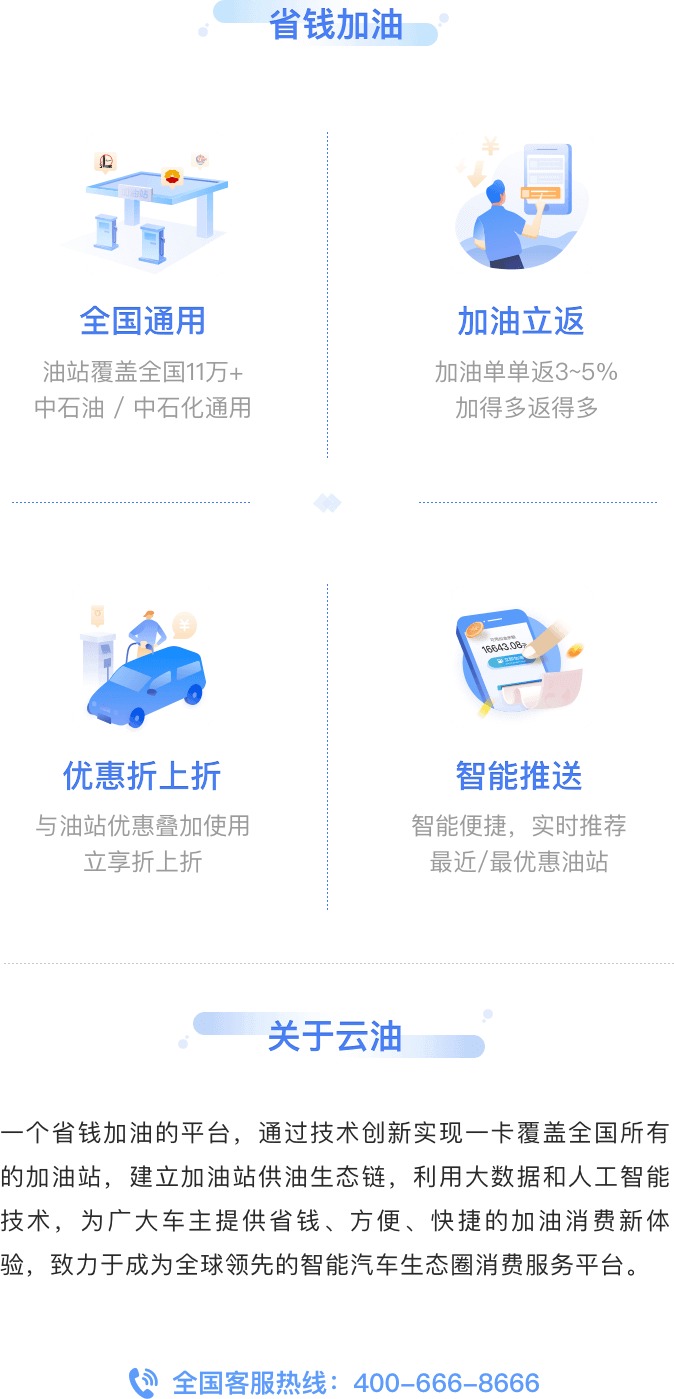 省钱加油
全国通用
油站覆盖全国11万+
中石油 / 中石化通用
加油立返
加油单单返3~5%
加得多返得多
优惠折上折
与油站优惠叠加使用
立享折上折
16643.08
智能推送
智能便捷，实时推荐
最近/最优惠油站
关于云油
一个省钱加油的平台，通过技术创新实现一卡覆盖全国所有
的加油站，建立加油站供油生态链，利用大数据和人工智能
技术，为广大车主提供省钱、方便、快捷的加油消费新体
验，致力于成为全球领先的智能汽车生态圈消费服务平台。
全国客服热线：400-666-8666